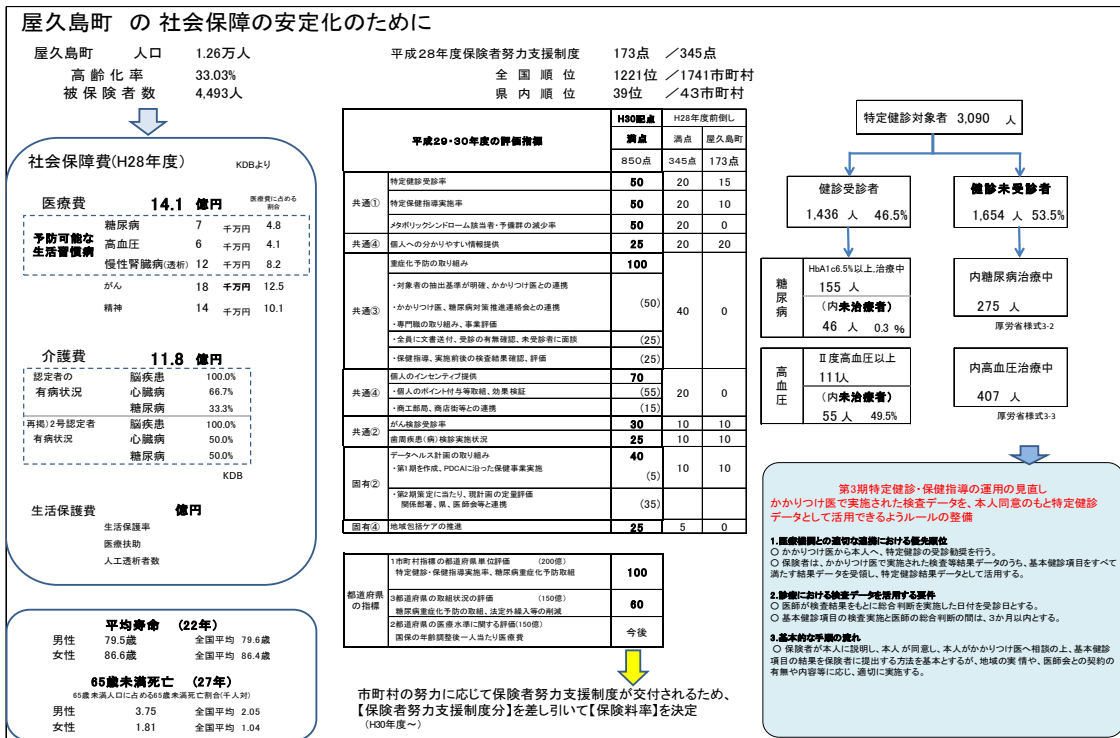 屋久島町 の 社会保障の安定化のために
屋久島町 人口 1.26万人
高齢化率 33.03%
被保険者数 4,493人
平成28年度保険者努力支援制度 173点 /345点
全国順位 1221位 /1741市町村
県内順位 39位 /43市町村
社会保障費(H28年度) KDBより
医療費 14.1 億円 医療費に占める割合
予防可能な生活習慣病
糖尿病 7 千万円 4.8
高血圧 6 千万円 4.1
慢性腎臓病(透析) 12 千万円 8.2
がん 18 千万円 12.5
精神 14 千万円 10.1
介護費 11.8 億円
認定者の有病状況
脳疾患 100.0%
心臓病 66.7%
糖尿病 33.3%
再掲)2号認定者有病状況
脳疾患 100.0%
心臓病 50.0%
糖尿病 50.0%
KDB
生活保護費 億円
生活保護率
医療扶助
人工透析者数
平均寿命 (22年)
男性 79.5歳 全国平均 79.6歳
女性 86.6歳 全国平均 86.4歳
65歳未満死亡 (27年)
65歳未満人口に占める65歳未満死亡割合(千人対)
男性 3.75 全国平均 2.05
女性 1.81 全国平均 1.04
平成29・30年度の評価指標 H30配点 H28年度前倒し
満点 満点 屋久島町
850点 345点 173点
共通①
特定健診受診率 50 20 15
特定保健指導実施率 50 20 10
メタボリックシンドローム該当者・予備群の減少率 50 20 0
共通④ 個人への分かりやすい情報提供 25 20 20
共通③ 重症化予防の取り組み 100 40 0
・対象者の抽出基準が明確、かかりつけ医との連携
・かかりつけ医、糖尿病対策推進連絡会との連携 (50)
・専門職の取り組み、事業評価
・全員に文書送付、受診の有無確認、未受診者に面談 (25)
・保健指導、実施前後の検査結果確認、評価 (25)
共通④ 個人のインセンティブ提供 70 20 0
・個人のポイント付与等取組、効果検証 (55)
・商工部局、商店街等との連携 (15)
共通②
がん検診受診率 30 10 10
歯周疾患(病)検診実施状況 25 10 10
固有② データヘルス計画の取り組み 40 10 10
・第1期を作成、PDCAに沿った保健事業実施 (5)
・第2期策定に当たり、現計画の定量評価
関係部署、県、医師会等と連携 (35)
固有④ 地域包括ケアの推進 25 5 0
都道府県の指標
1市町村指標の都道府県単位評価 (200億)
特定健診・保健指導実施率、糖尿病重症化予防取組 100
3都道府県の取組状況の評価 (150億)
糖尿病重症化予防の取組、法定外繰入等の削減 60
2都道府県の医療水準に関する評価(150億)
国保の年齢調整後一人当たり医療費 今後
市町村の努力に応じて保険者努力支援制度が交付されるため、
【保険者努力支援制度分】を差し引いて【保険料率】を決定
(H30年度～)
特定健診対象者 3,090 人
健診受診者
1,436 人 46.5%
健診未受診者
1,654 人 53.5%
糖尿病
HbA1c6.5%以上.治療中
155 人
(内未治療者)
46 人 0.3 %
内糖尿病治療中
275 人
厚労省様式3-2
高血圧
Ⅱ度高血圧以上
111人
(内未治療者)
55 人 49.5%
内高血圧治療中
407 人
厚労省様式3-3
第3期特定健診・保健指導の運用の見直し
かかりつけ医で実施された検査データを、本人同意のもと特定健診
データとして活用できるようルールの整備
1.医療機関との適切な連携における優先順位
○ かかりつけ医から本人へ、特定健診の受診勧奨を行う。
○ 保険者は、かかりつけ医で実施された検査等結果データのうち、基本健診項目をすべて
満たす結果データを受領し、特定健診結果データとして活用する。
2.診療における検査データを活用する要件
○ 医師が検査結果をもとに総合判断を実施した日付を受診日とする。
○ 基本健診項目の検査実施と医師の総合判断の間は、3か月以内とする。
3.基本的な手順の流れ
○ 保険者が本人に説明し、本人が同意し、本人がかかりつけ医へ相談の上、基本健診
項目の結果を保険者に提出する方法を基本とするが、地域の実情や、医師会との契約の
有無や内容等に応じ、適切に実施する。